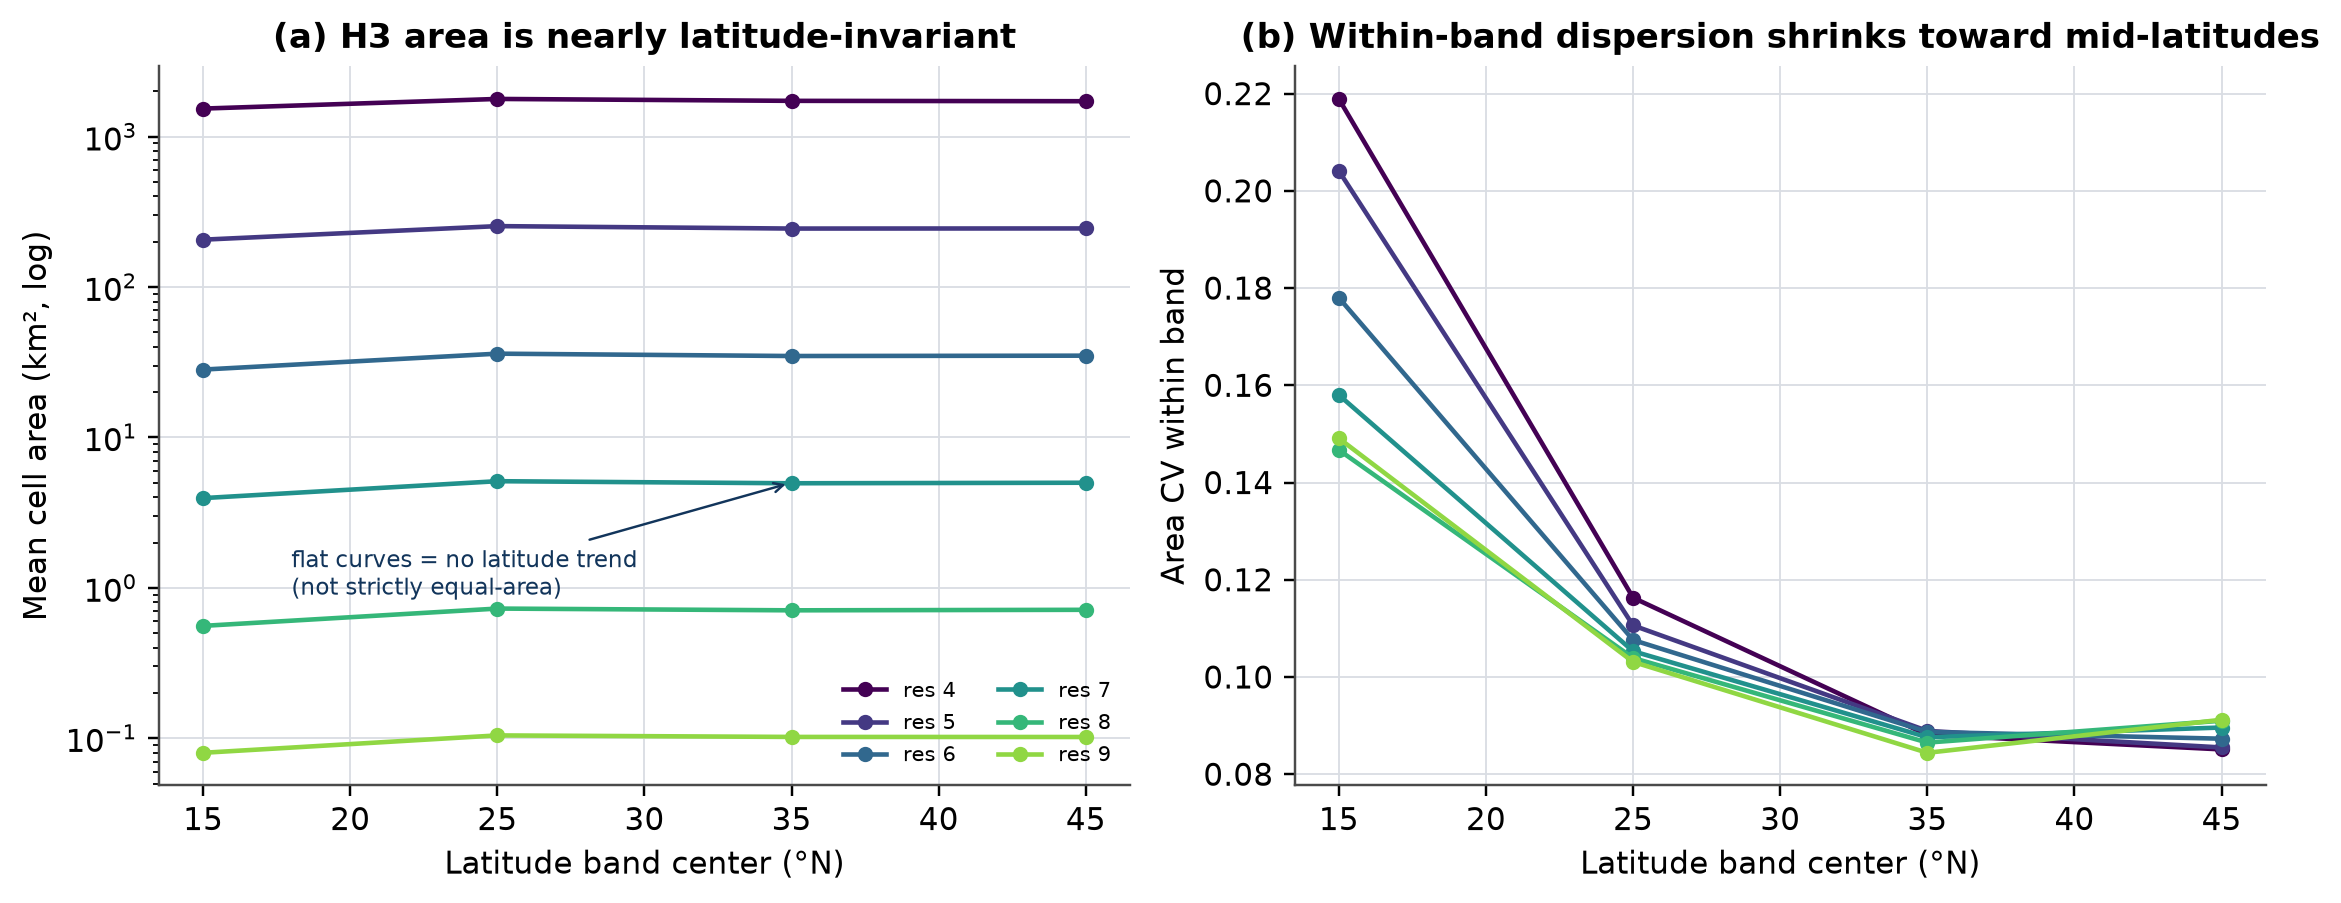 (a) H3 area is nearly latitude-invariant
Mean cell area (km², log)
10³
10²
10¹
10⁰
10⁻¹
flat curves = no latitude trend
(not strictly equal-area)
res 4
res 5
res 6
res 7
res 8
res 9
15 20 25 30 35 40 45
Latitude band center (°N)
(b) Within-band dispersion shrinks toward mid-latitudes
Area CV within band
0.22
0.20
0.18
0.16
0.14
0.12
0.10
0.08
15 20 25 30 35 40 45
Latitude band center (°N)